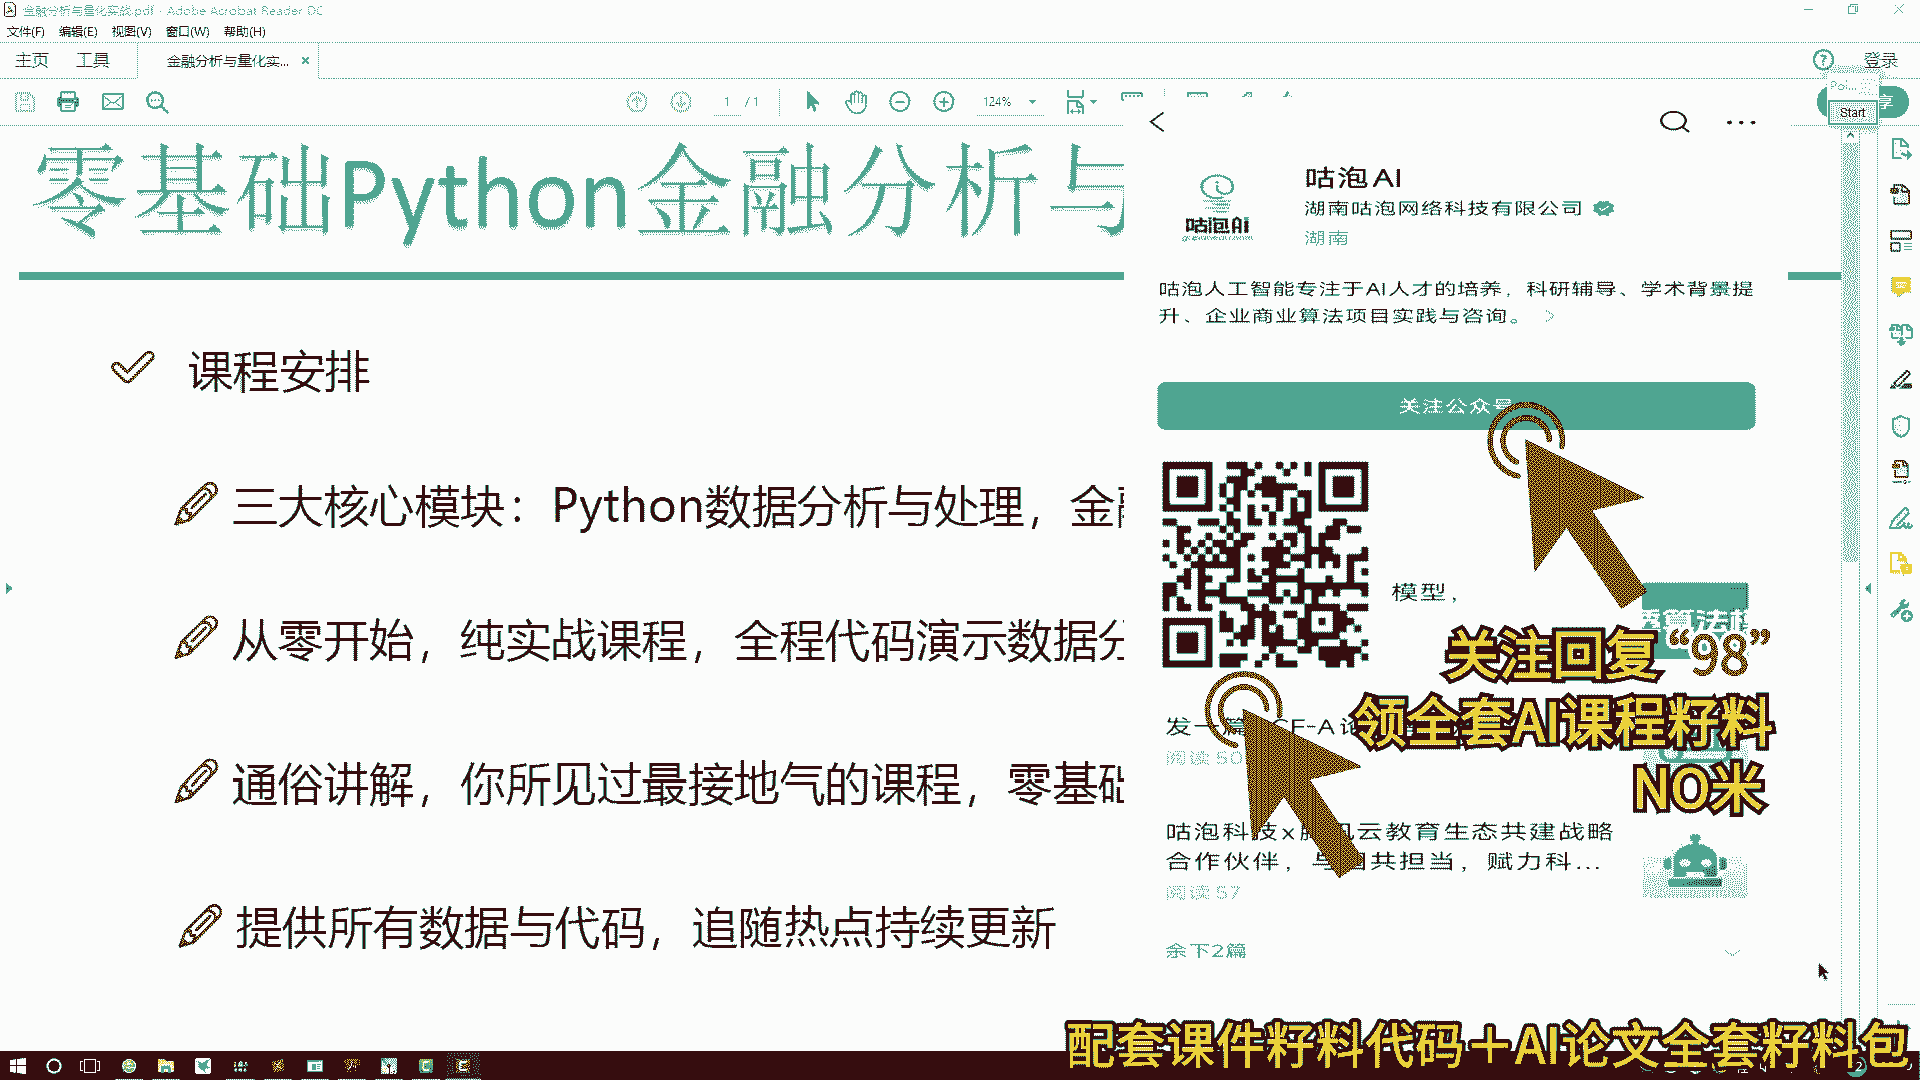 金融分析与量化实战.pdf - Adobe Acrobat Reader DC
文件(F) 编辑(E) 视图(V) 窗口(W) 帮助(H)
主页 工具 金融分析与量化实... × 登录
1 / 1 124%
Start
零基础Python金融分析与
课程安排
三大核心模块：Python数据分析与处理，金
从零开始，纯实战课程，全程代码演示数据分
通俗讲解，你所见过最接地气的课程，零基础
提供所有数据与代码，追随热点持续更新
咕泡AI
咕泡AI
湖南咕泡网络科技有限公司
湖南
咕泡人工智能专注于AI人才的培养，科研辅导、学术背景提
升、企业商业算法项目实践与咨询。
关注公众号
模型，
关注回复“98”
领全套AI课程籽料
NO米
发一篇
阅读 50
咕泡科技x腾讯云教育生态共建战略
合作伙伴，与 共担当，赋力科...
阅读 57
余下2篇
配套课件籽料代码＋AI论文全套籽料包